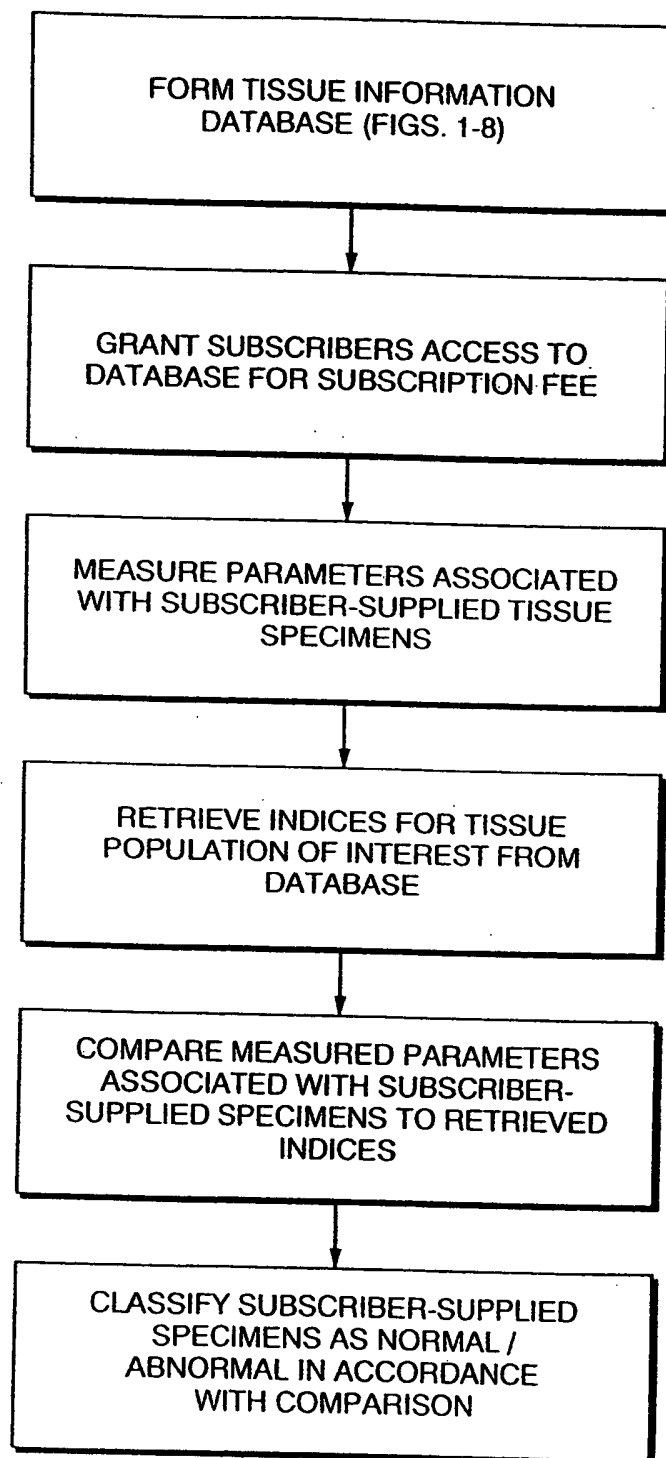 FORM TISSUE INFORMATION
DATABASE (FIGS. 1-8)
GRANT SUBSCRIBERS ACCESS TO
DATABASE FOR SUBSCRIPTION FEE
MEASURE PARAMETERS ASSOCIATED
WITH SUBSCRIBER-SUPPLIED TISSUE
SPECIMENS
RETRIEVE INDICES FOR TISSUE
POPULATION OF INTEREST FROM
DATABASE
COMPARE MEASURED PARAMETERS
ASSOCIATED WITH SUBSCRIBER-
SUPPLIED SPECIMENS TO RETRIEVED
INDICES
CLASSIFY SUBSCRIBER-SUPPLIED
SPECIMENS AS NORMAL /
ABNORMAL IN ACCORDANCE
WITH COMPARISON